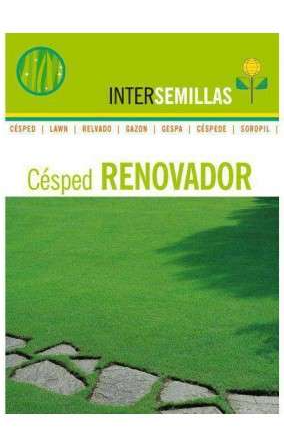 INTERSEMILLAS
CÉSPED | LAWN | RELVADO | GAZON | GESPA | CÉSPEDE | SOROPIL |
Césped RENOVADOR